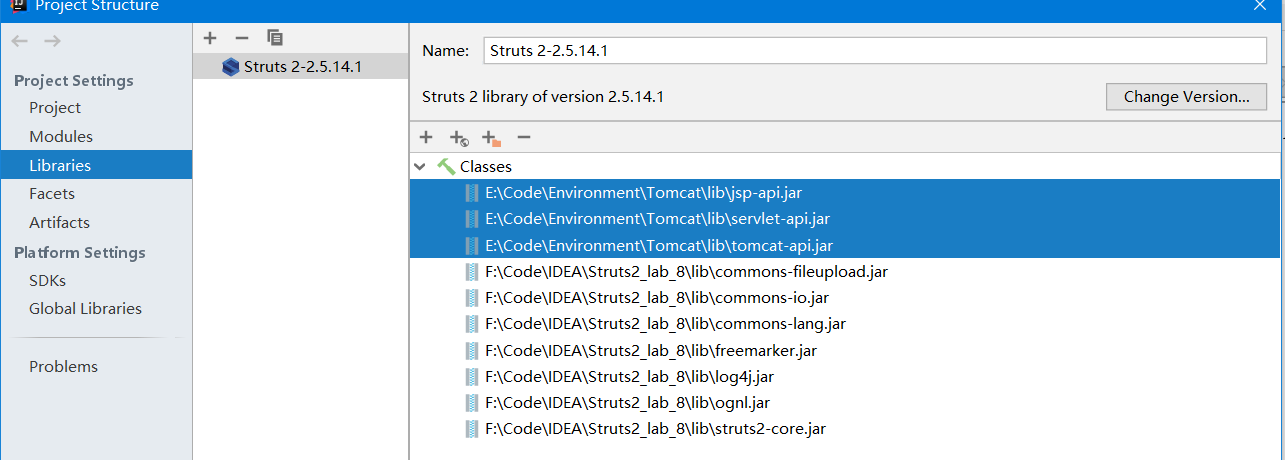 Project Structure
Project Settings
Project
Modules
Libraries
Facets
Artifacts
Platform Settings
SDKs
Global Libraries
Problems
Struts 2-2.5.14.1
Name: Struts 2-2.5.14.1
Struts 2 library of version 2.5.14.1 Change Version...
Classes
E:\Code\Environment\Tomcat\lib\jsp-api.jar
E:\Code\Environment\Tomcat\lib\servlet-api.jar
E:\Code\Environment\Tomcat\lib\tomcat-api.jar
F:\Code\IDEA\Struts2_lab_8\lib\commons-fileupload.jar
F:\Code\IDEA\Struts2_lab_8\lib\commons-io.jar
F:\Code\IDEA\Struts2_lab_8\lib\commons-lang.jar
F:\Code\IDEA\Struts2_lab_8\lib\freemarker.jar
F:\Code\IDEA\Struts2_lab_8\lib\log4j.jar
F:\Code\IDEA\Struts2_lab_8\lib\ognl.jar
F:\Code\IDEA\Struts2_lab_8\lib\struts2-core.jar